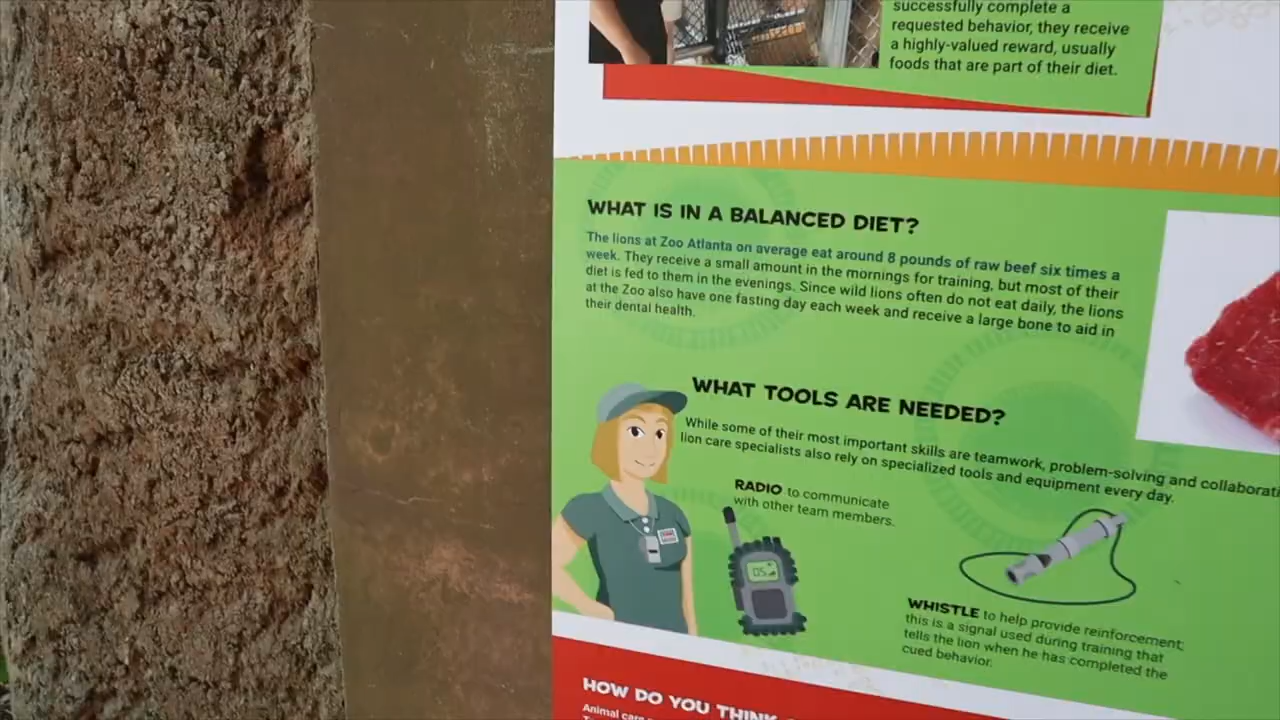 successfully complete a
requested behavior, they receive
a highly-valued reward, usually
foods that are part of their diet.
WHAT IS IN A BALANCED DIET?
The lions at Zoo Atlanta on average eat around 8 pounds of raw beef six times a
week. They receive a small amount in the mornings for training, but most of their
diet is fed to them in the evenings. Since wild lions often do not eat daily, the lions
at the Zoo also have one fasting day each week and receive a large bone to aid in
their dental health.
WHAT TOOLS ARE NEEDED?
While some of their most important skills are teamwork, problem-solving and collaborati
lion care specialists also rely on specialized tools and equipment every day.
RADIO to communicate
with other team members.
05
WHISTLE to help provide reinforcement;
this is a signal used during training that
tells the lion when he has completed the
cued behavior.
HOW DO YOU THINK
Animal care